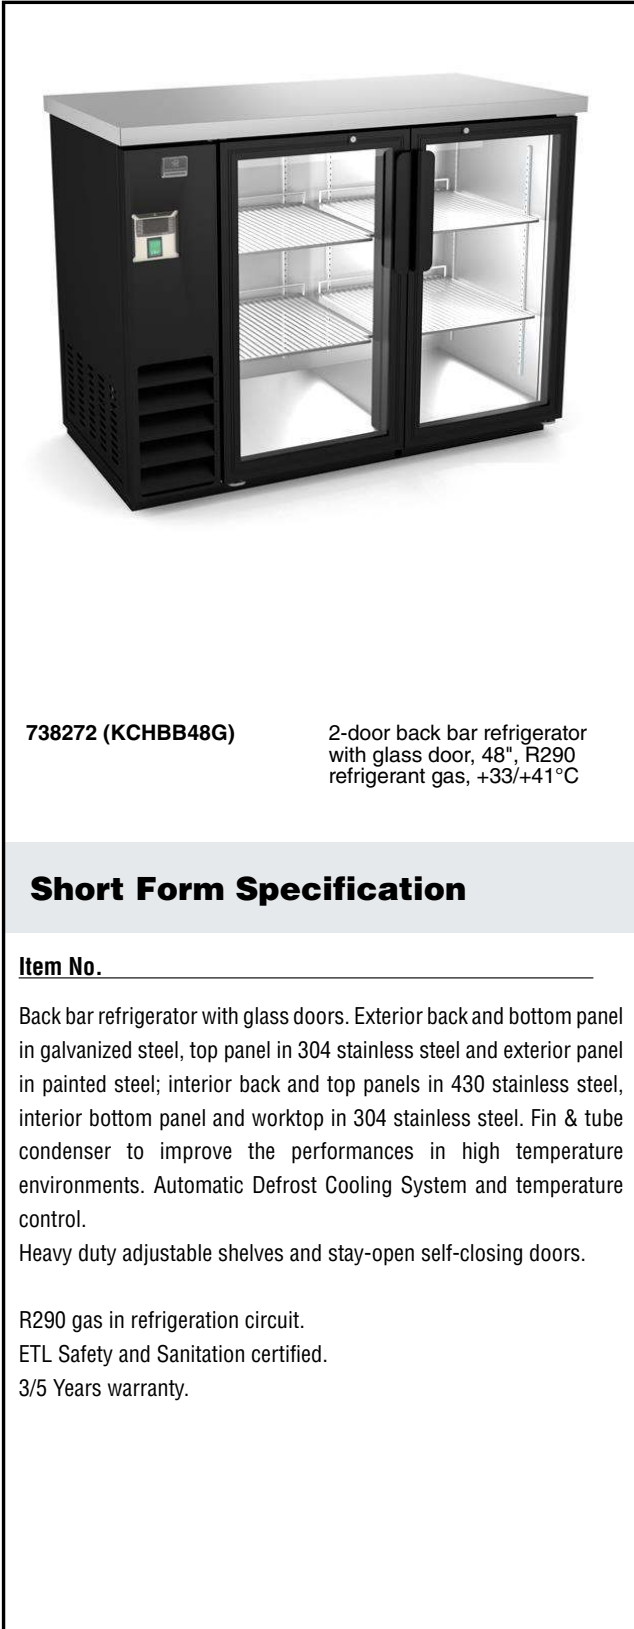 738272 (KCHBB48G)
2-door back bar refrigerator
with glass door, 48", R290
refrigerant gas, +33/+41°C
Short Form Specification
Item No.
Back bar refrigerator with glass doors. Exterior back and bottom panel
in galvanized steel, top panel in 304 stainless steel and exterior panel
in painted steel; interior back and top panels in 430 stainless steel,
interior bottom panel and worktop in 304 stainless steel. Fin & tube
condenser to improve the performances in high temperature
environments. Automatic Defrost Cooling System and temperature
control.
Heavy duty adjustable shelves and stay-open self-closing doors.
R290 gas in refrigeration circuit.
ETL Safety and Sanitation certified.
3/5 Years warranty.